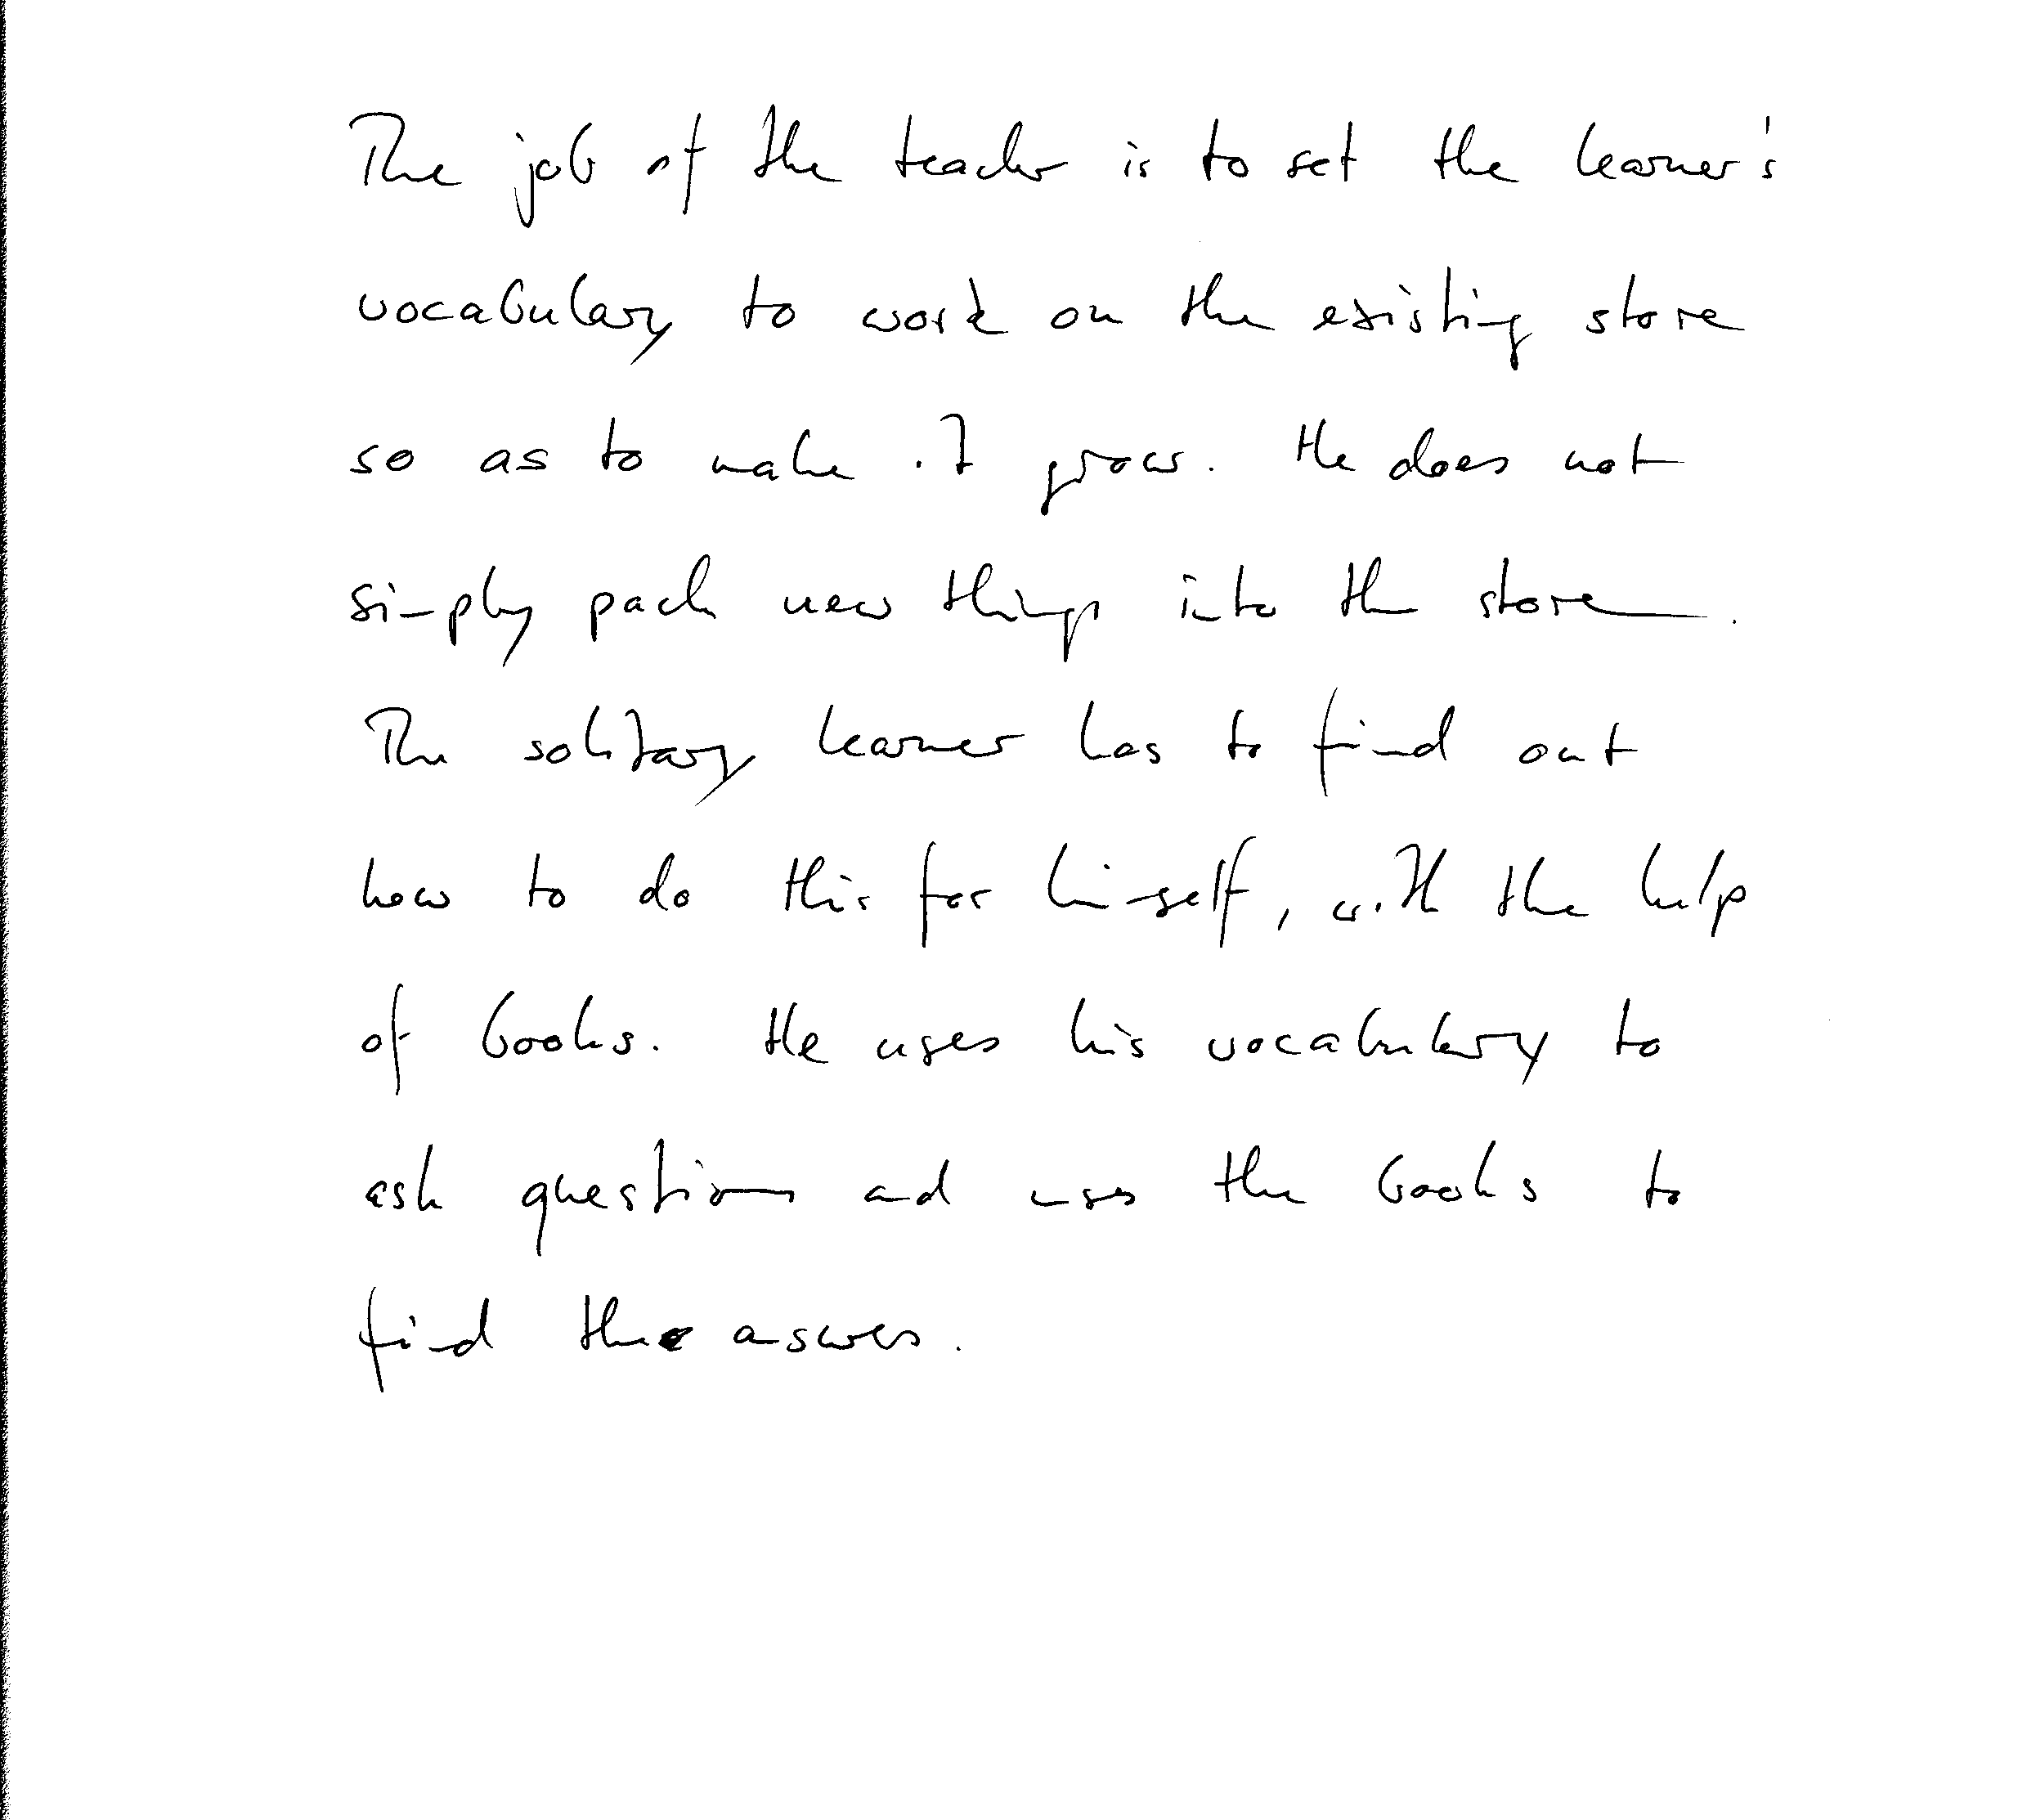 The job of the teacher is to set the learner's
vocabulary to work on the existing store
so as to make it grow. He does not
simply pack new things into the store.
The solitary learner has to find out
how to do this for himself, with the help
of books. He uses his vocabulary to
ask questions and uses the books to
find the answers.